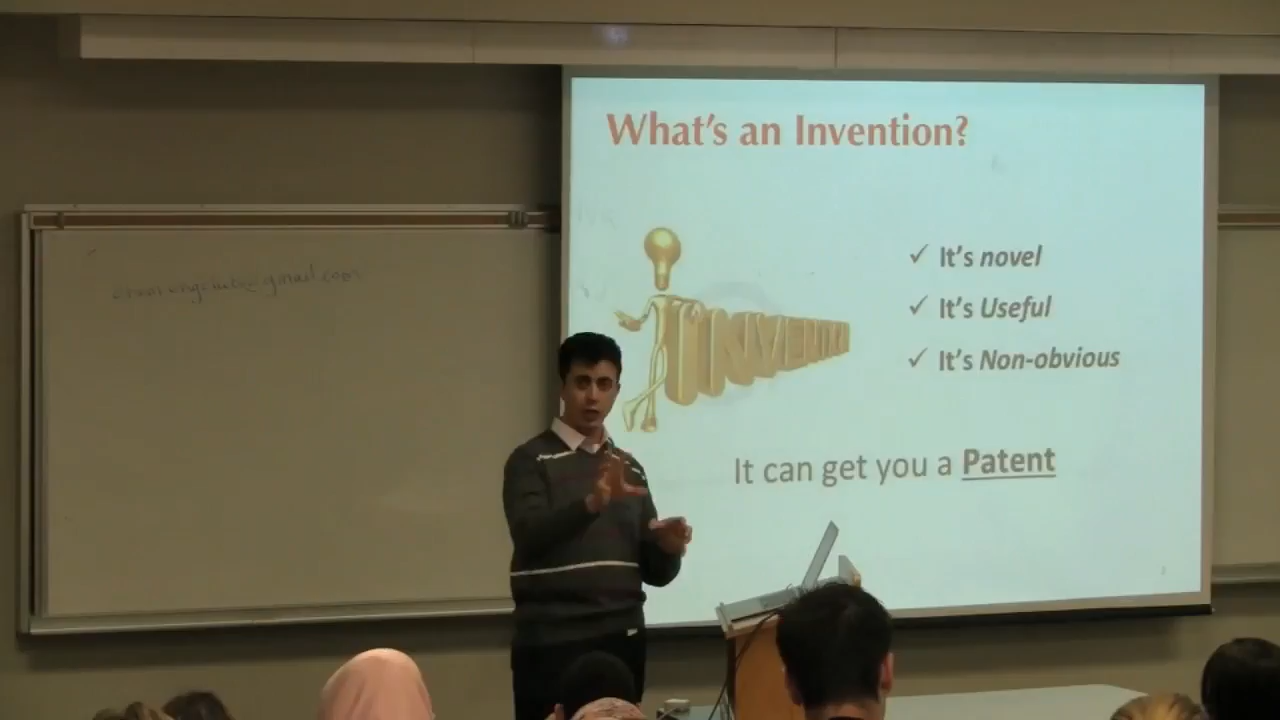 What's an Invention?
✓ It's novel
✓ It's Useful
✓ It's Non-obvious
It can get you a Patent